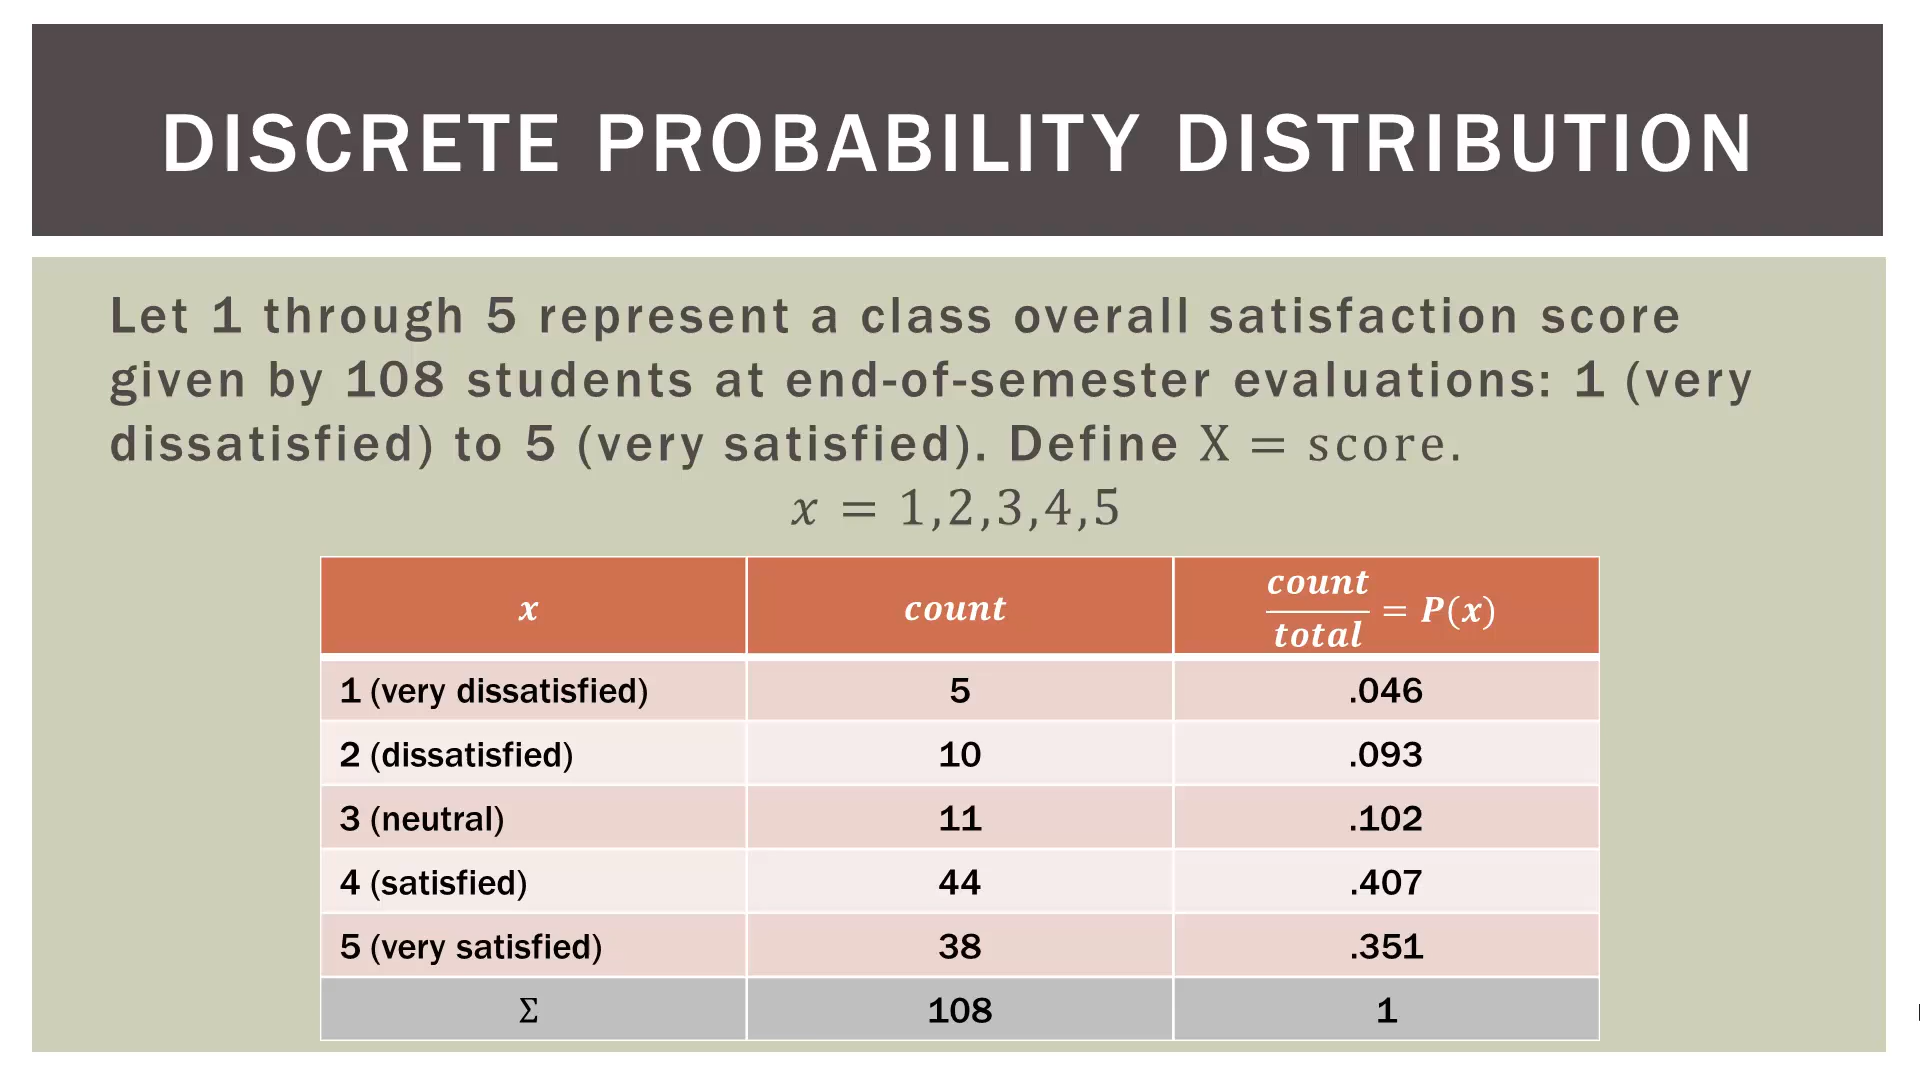 DISCRETE PROBABILITY DISTRIBUTION
Let 1 through 5 represent a class overall satisfaction score
given by 108 students at end-of-semester evaluations: 1 (very
dissatisfied) to 5 (very satisfied). Define X = score.
x = 1,2,3,4,5
x count count/total = P(x)
1 (very dissatisfied) 5 .046
2 (dissatisfied) 10 .093
3 (neutral) 11 .102
4 (satisfied) 44 .407
5 (very satisfied) 38 .351
Σ 108 1